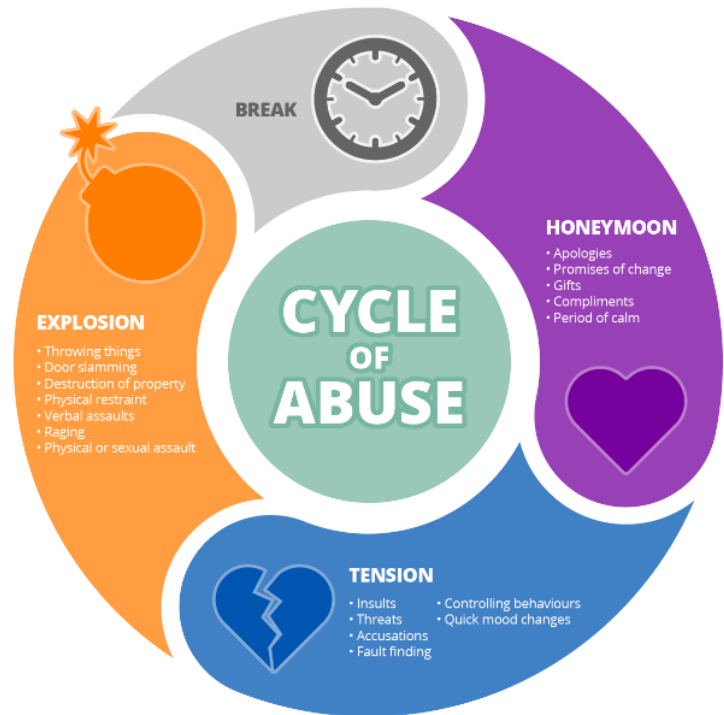 BREAK
HONEYMOON
• Apologies
• Promises of change
• Gifts
• Compliments
• Period of calm
CYCLE
OF
ABUSE
EXPLOSION
• Throwing things
• Door slamming
• Destruction of property
• Physical restraint
• Verbal assaults
• Raging
• Physical or sexual assault
TENSION
• Insults
• Threats
• Accusations
• Fault finding
• Controlling behaviours
• Quick mood changes